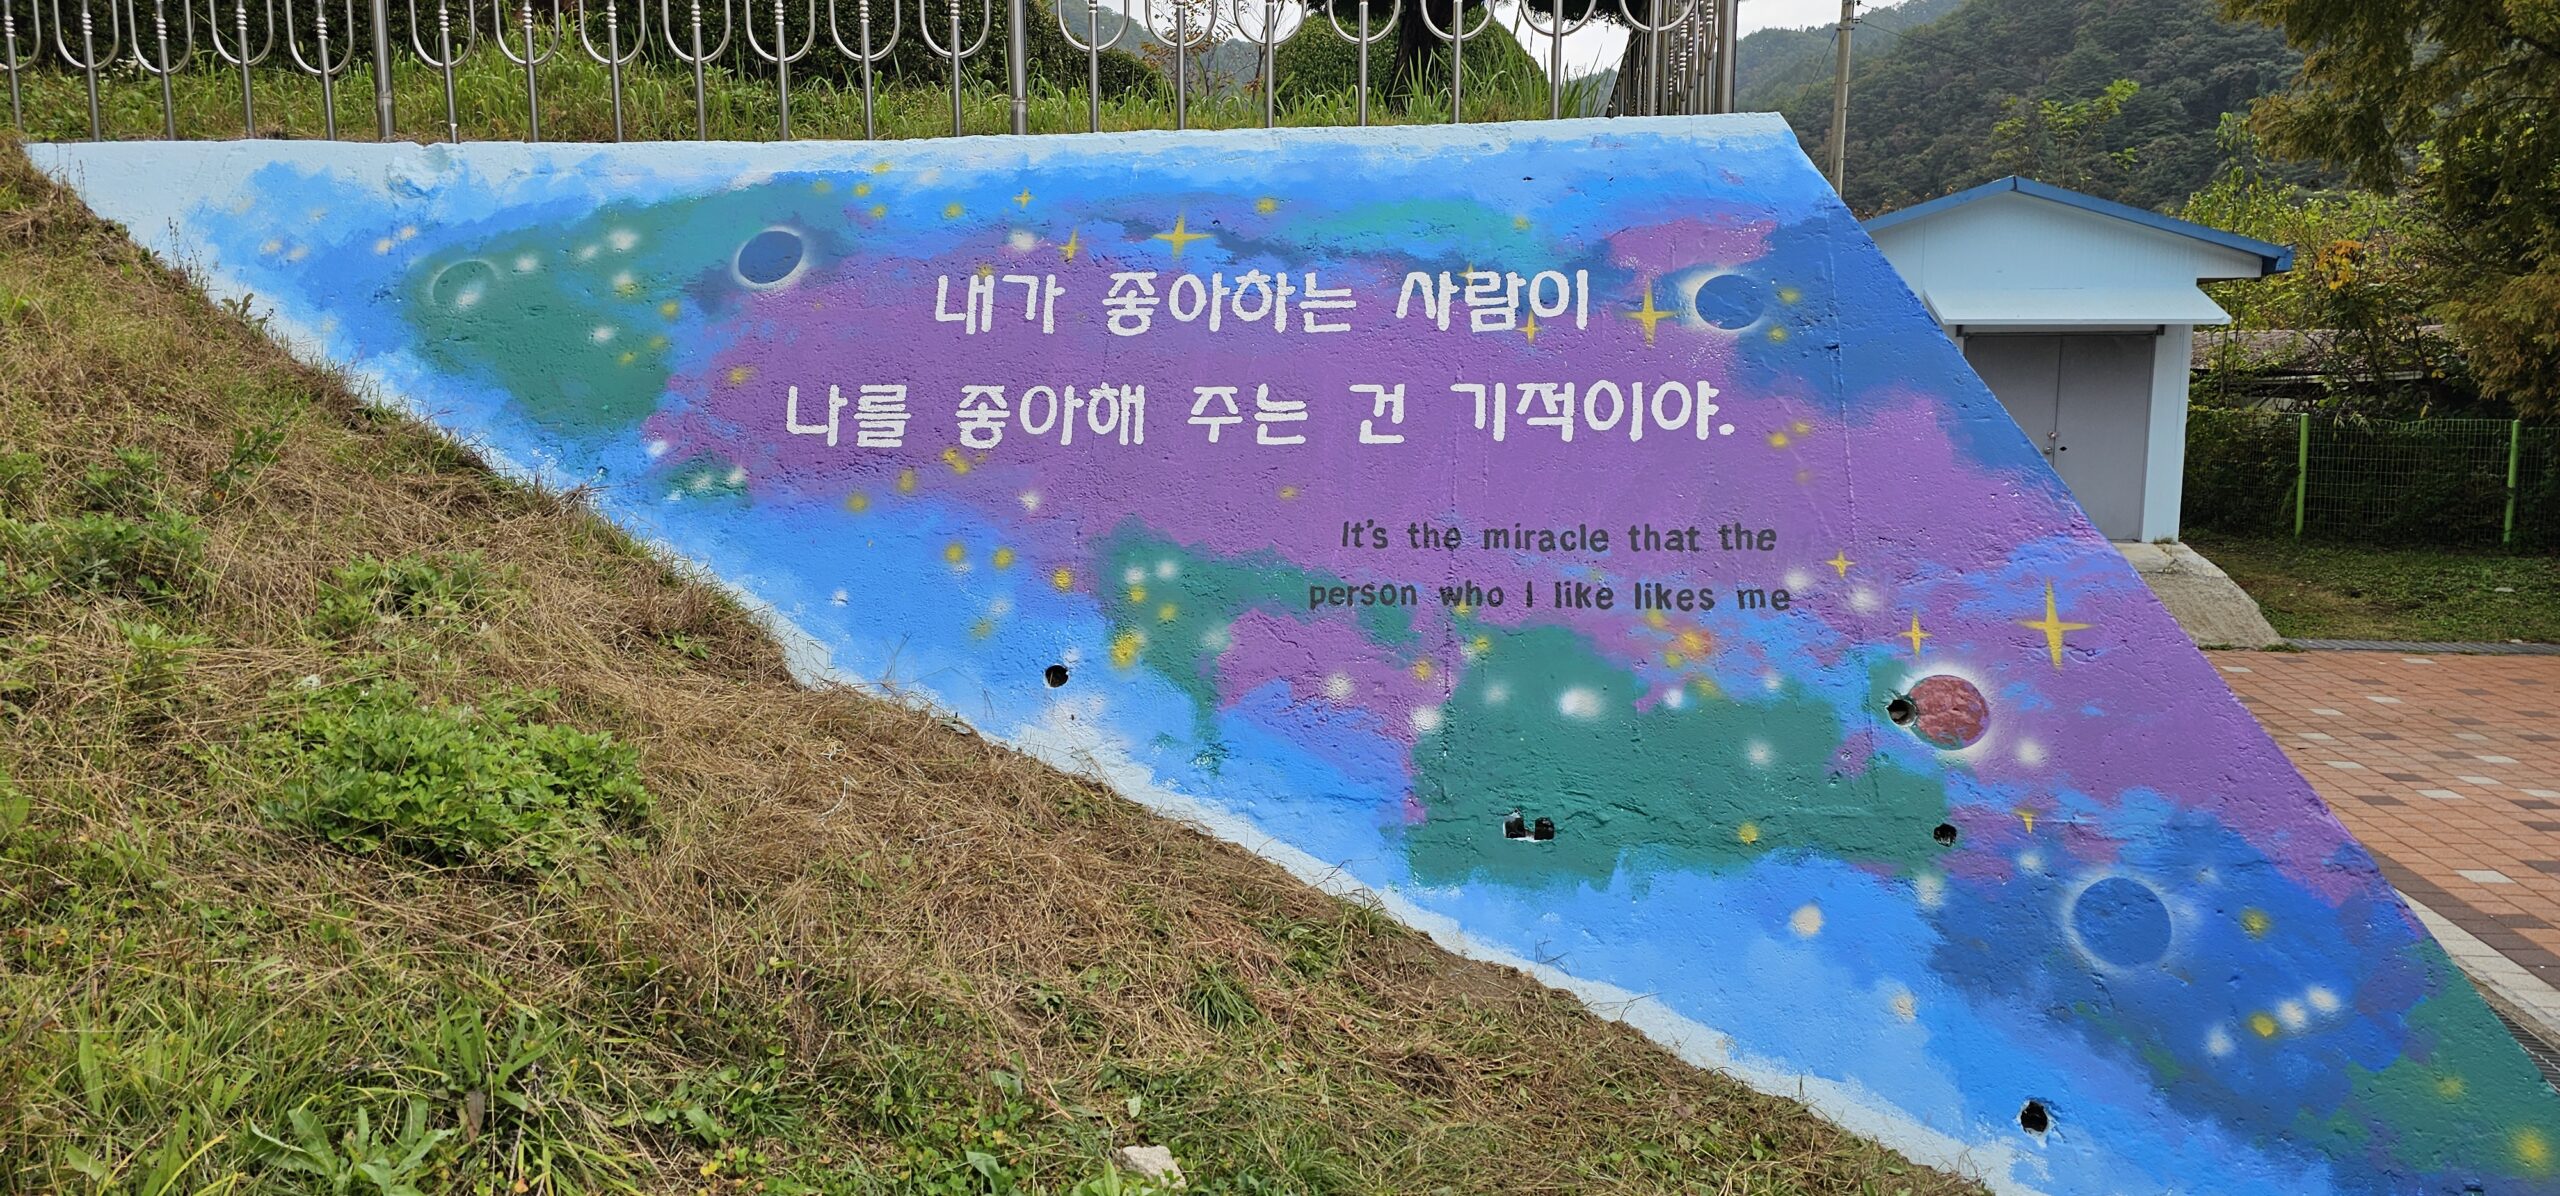 내가 좋아하는 사람이
나를 좋아해 주는 건 기적이야.
It's the miracle that the
person who I like likes me